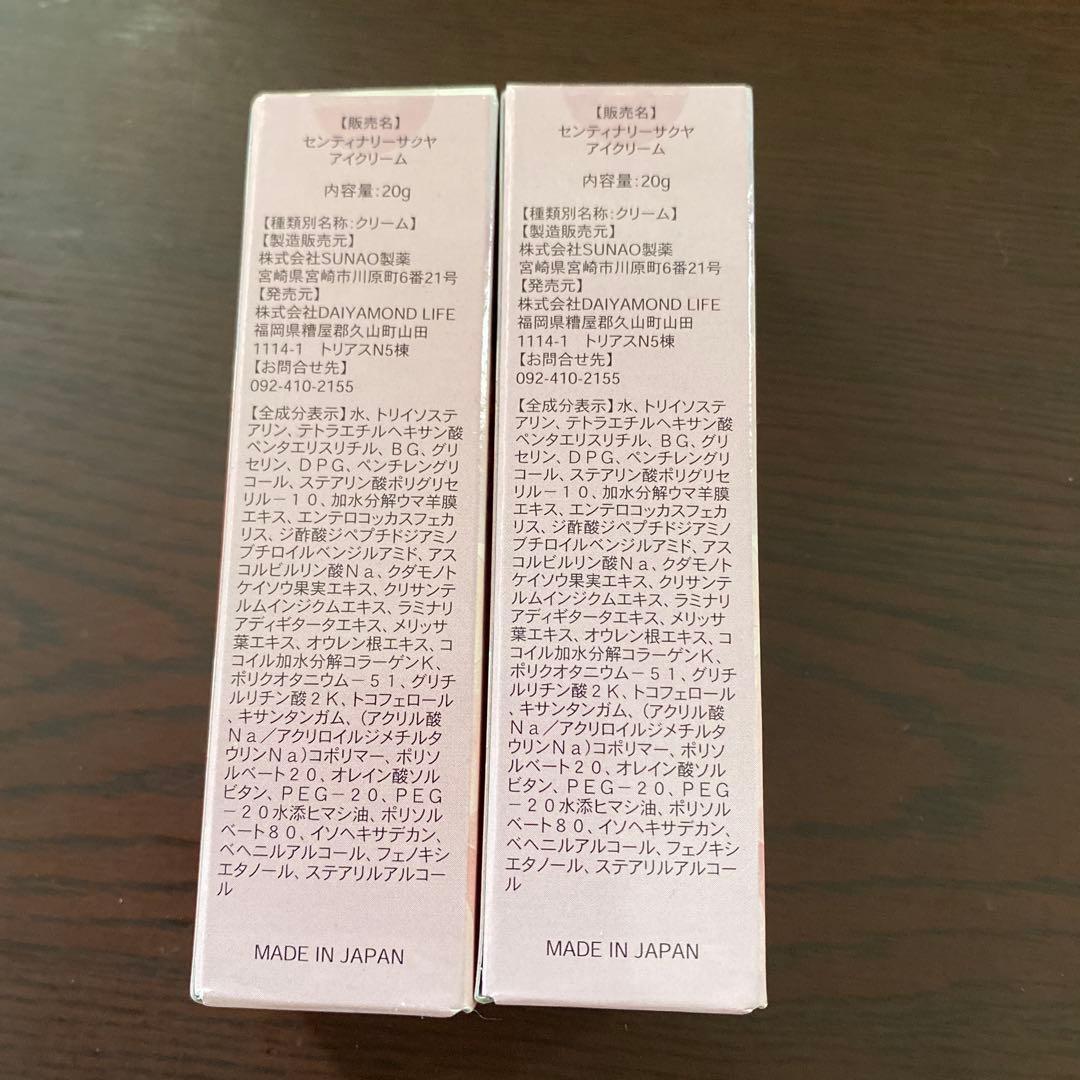 【販売名】
センティナリーサクヤ
アイクリーム
内容量:20g
【種類別名称:クリーム】
【製造販売元】
株式会社SUNAO製薬
宮崎県宮崎市川原町6番21号
【発売元】
株式会社DAIYAMOND LIFE
福岡県糟屋郡久山町山田
1114-1 トリアスN5棟
【お問合せ先】
092-410-2155
【全成分表示】水、トリイソステ
アリン、テトラエチルヘキサン酸
ペンタエリスリチル、BG、グリ
セリン、DPG、ペンチレングリ
コール、ステアリン酸ポリグリセ
リル－10、加水分解ウマ羊膜
エキス、エンテロコッカスフェカ
リス、ジ酢酸ジペプチドジアミノ
ブチロイルベンジルアミド、アス
コルビルリン酸Na、クダモノト
ケイソウ果実エキス、クリサンテ
ルムインジクムエキス、ラミナリ
アディギタータエキス、メリッサ
葉エキス、オウレン根エキス、コ
コイル加水分解コラーゲンK、
ポリクオタニウム－51、グリチ
ルリチン酸2K、トコフェロール
、キサンタンガム、（アクリル酸
Na／アクリロイルジメチルタ
ウリンNa）コポリマー、ポリソ
ルベート20、オレイン酸ソル
ビタン、PEG－20、PEG
－20水添ヒマシ油、ポリソル
ベート80、イソヘキサデカン、
ベヘニルアルコール、フェノキシ
エタノール、ステアリルアルコー
ル
MADE IN JAPAN
【販売名】
センティナリーサクヤ
アイクリーム
内容量:20g
【種類別名称:クリーム】
【製造販売元】
株式会社SUNAO製薬
宮崎県宮崎市川原町6番21号
【発売元】
株式会社DAIYAMOND LIFE
福岡県糟屋郡久山町山田
1114-1 トリアスN5棟
【お問合せ先】
092-410-2155
【全成分表示】水、トリイソステ
アリン、テトラエチルヘキサン酸
ペンタエリスリチル、BG、グリ
セリン、DPG、ペンチレングリ
コール、ステアリン酸ポリグリセ
リル－10、加水分解ウマ羊膜
エキス、エンテロコッカスフェカ
リス、ジ酢酸ジペプチドジアミノ
ブチロイルベンジルアミド、アス
コルビルリン酸Na、クダモノト
ケイソウ果実エキス、クリサンテ
ルムインジクムエキス、ラミナリ
アディギタータエキス、メリッサ
葉エキス、オウレン根エキス、コ
コイル加水分解コラーゲンK、
ポリクオタニウム－51、グリチ
ルリチン酸2K、トコフェロール
、キサンタンガム、（アクリル酸
Na／アクリロイルジメチルタ
ウリンNa）コポリマー、ポリソ
ルベート20、オレイン酸ソル
ビタン、PEG－20、PEG
－20水添ヒマシ油、ポリソル
ベート80、イソヘキサデカン、
ベヘニルアルコール、フェノキシ
エタノール、ステアリルアルコー
ル
MADE IN JAPAN